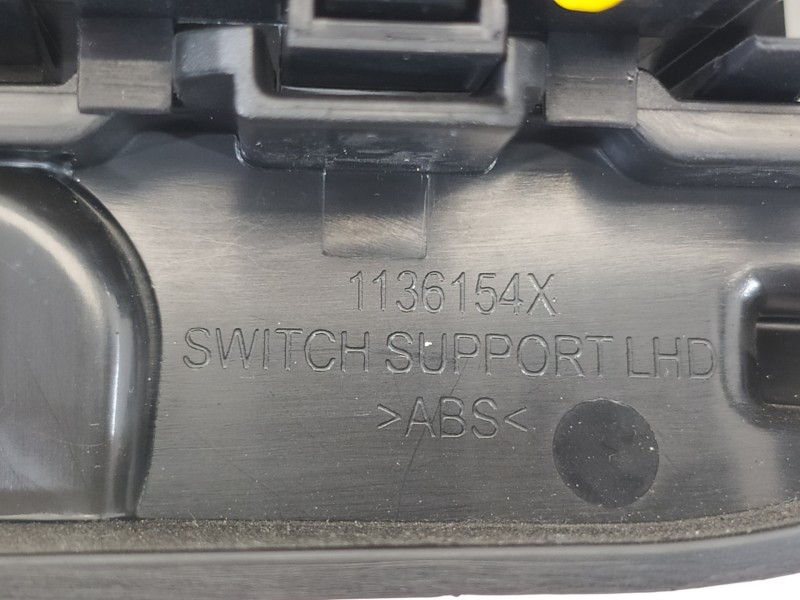 1136154X
SWITCH SUPPORT LHD
>ABS<